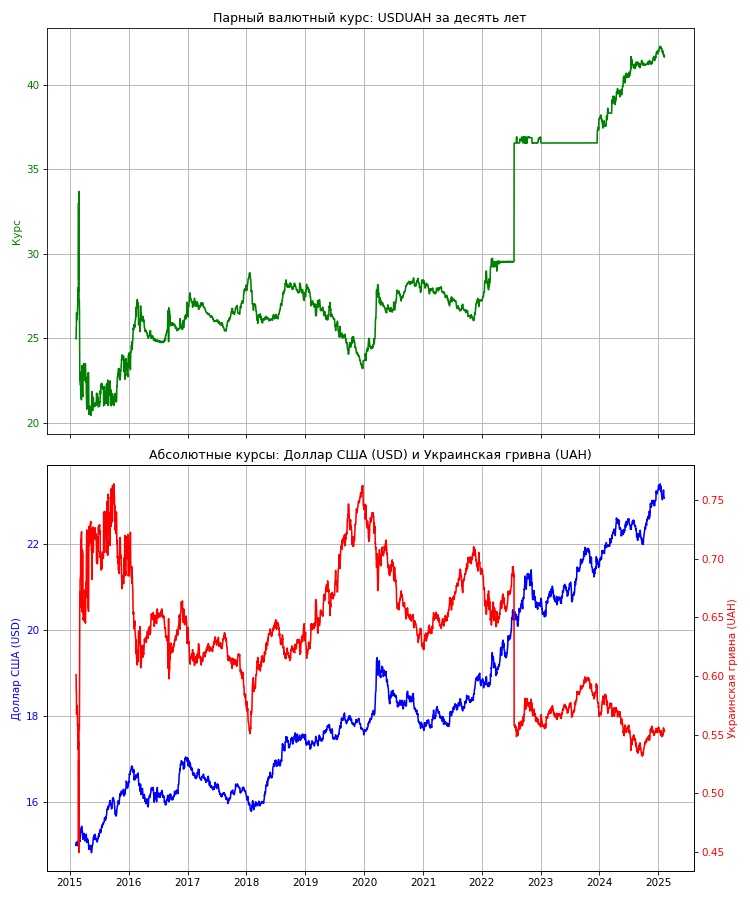 Парный валютный курс: USDUAH за десять лет
Курс
40
35
30
25
20
Абсолютные курсы: Доллар США (USD) и Украинская гривна (UAH)
Доллар США (USD)
22
20
18
16
0.75
0.70
0.65
0.60
0.55
0.50
0.45
Украинская гривна (UAH)
2015 2016 2017 2018 2019 2020 2021 2022 2023 2024 2025